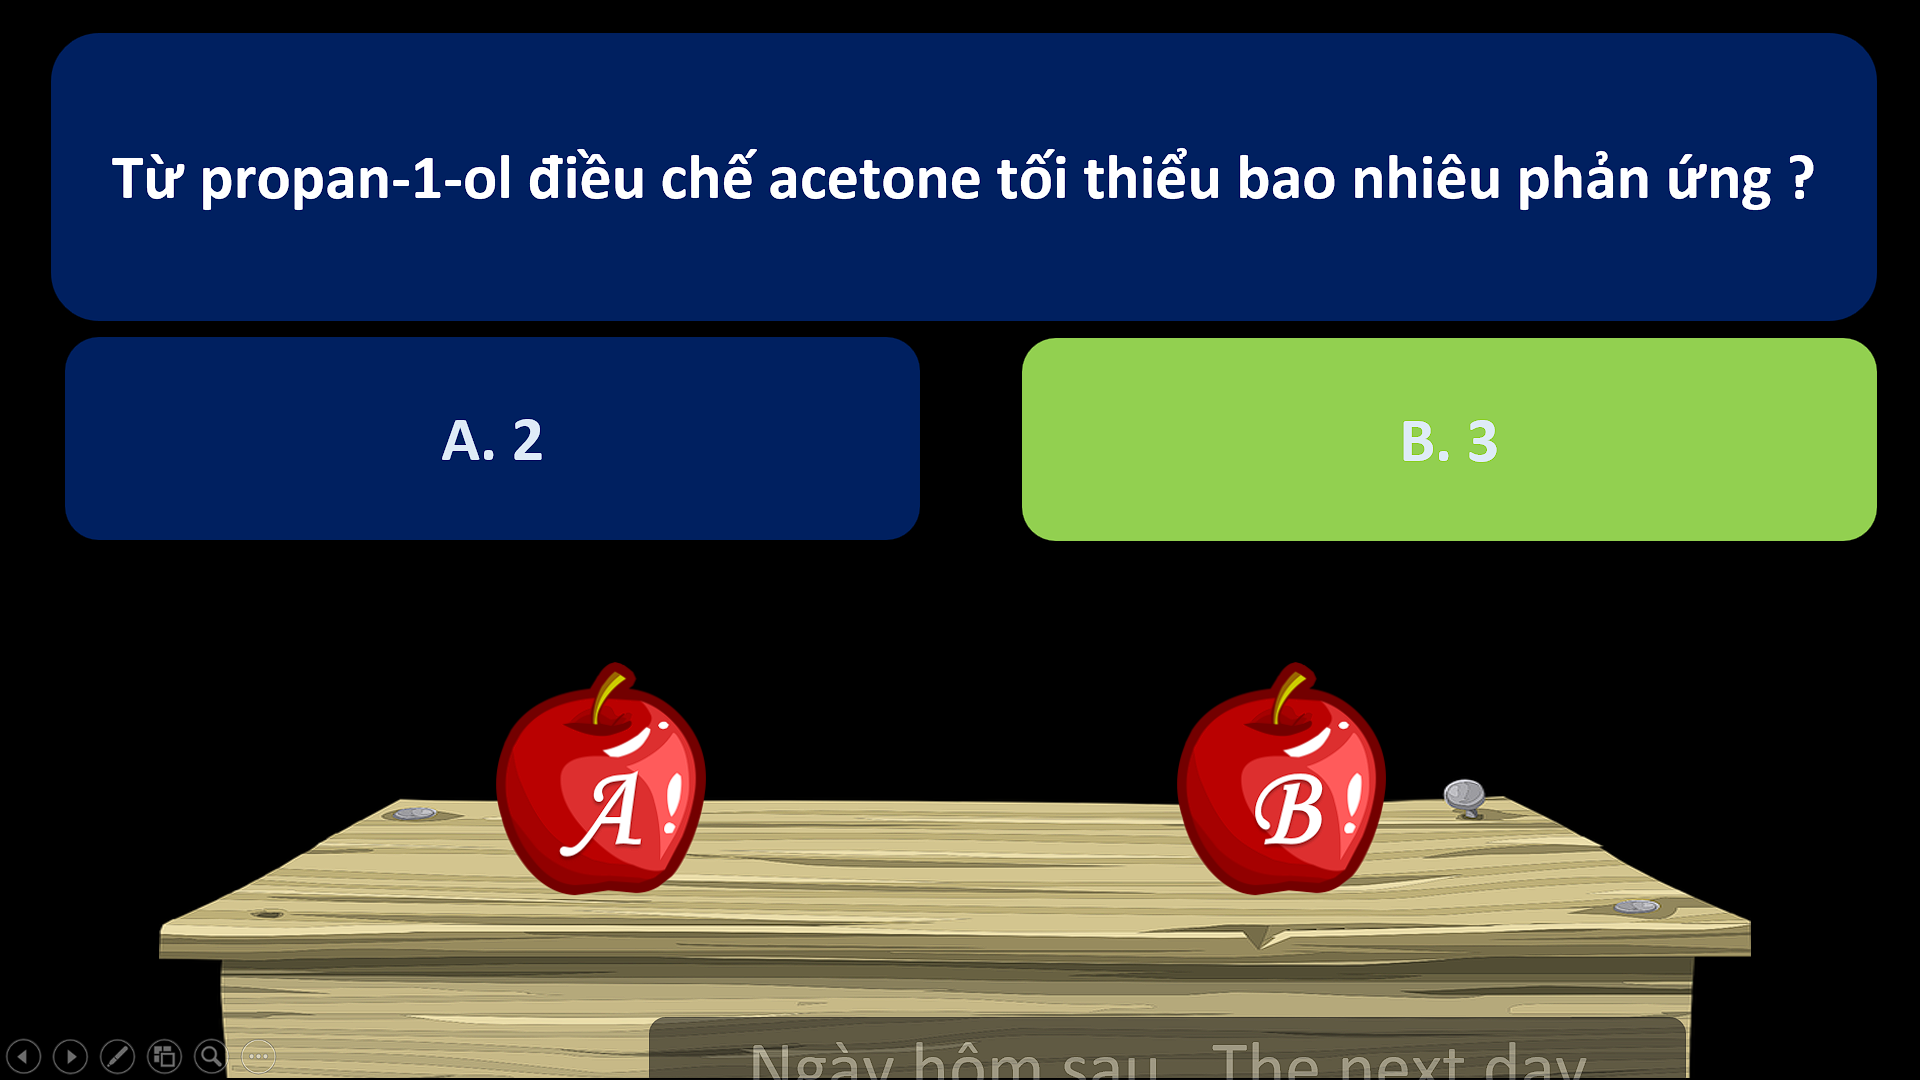 Từ propan-1-ol điều chế acetone tối thiểu bao nhiêu phản ứng ?
A. 2
B. 3
A!
B!
Ngày hôm sau The next day